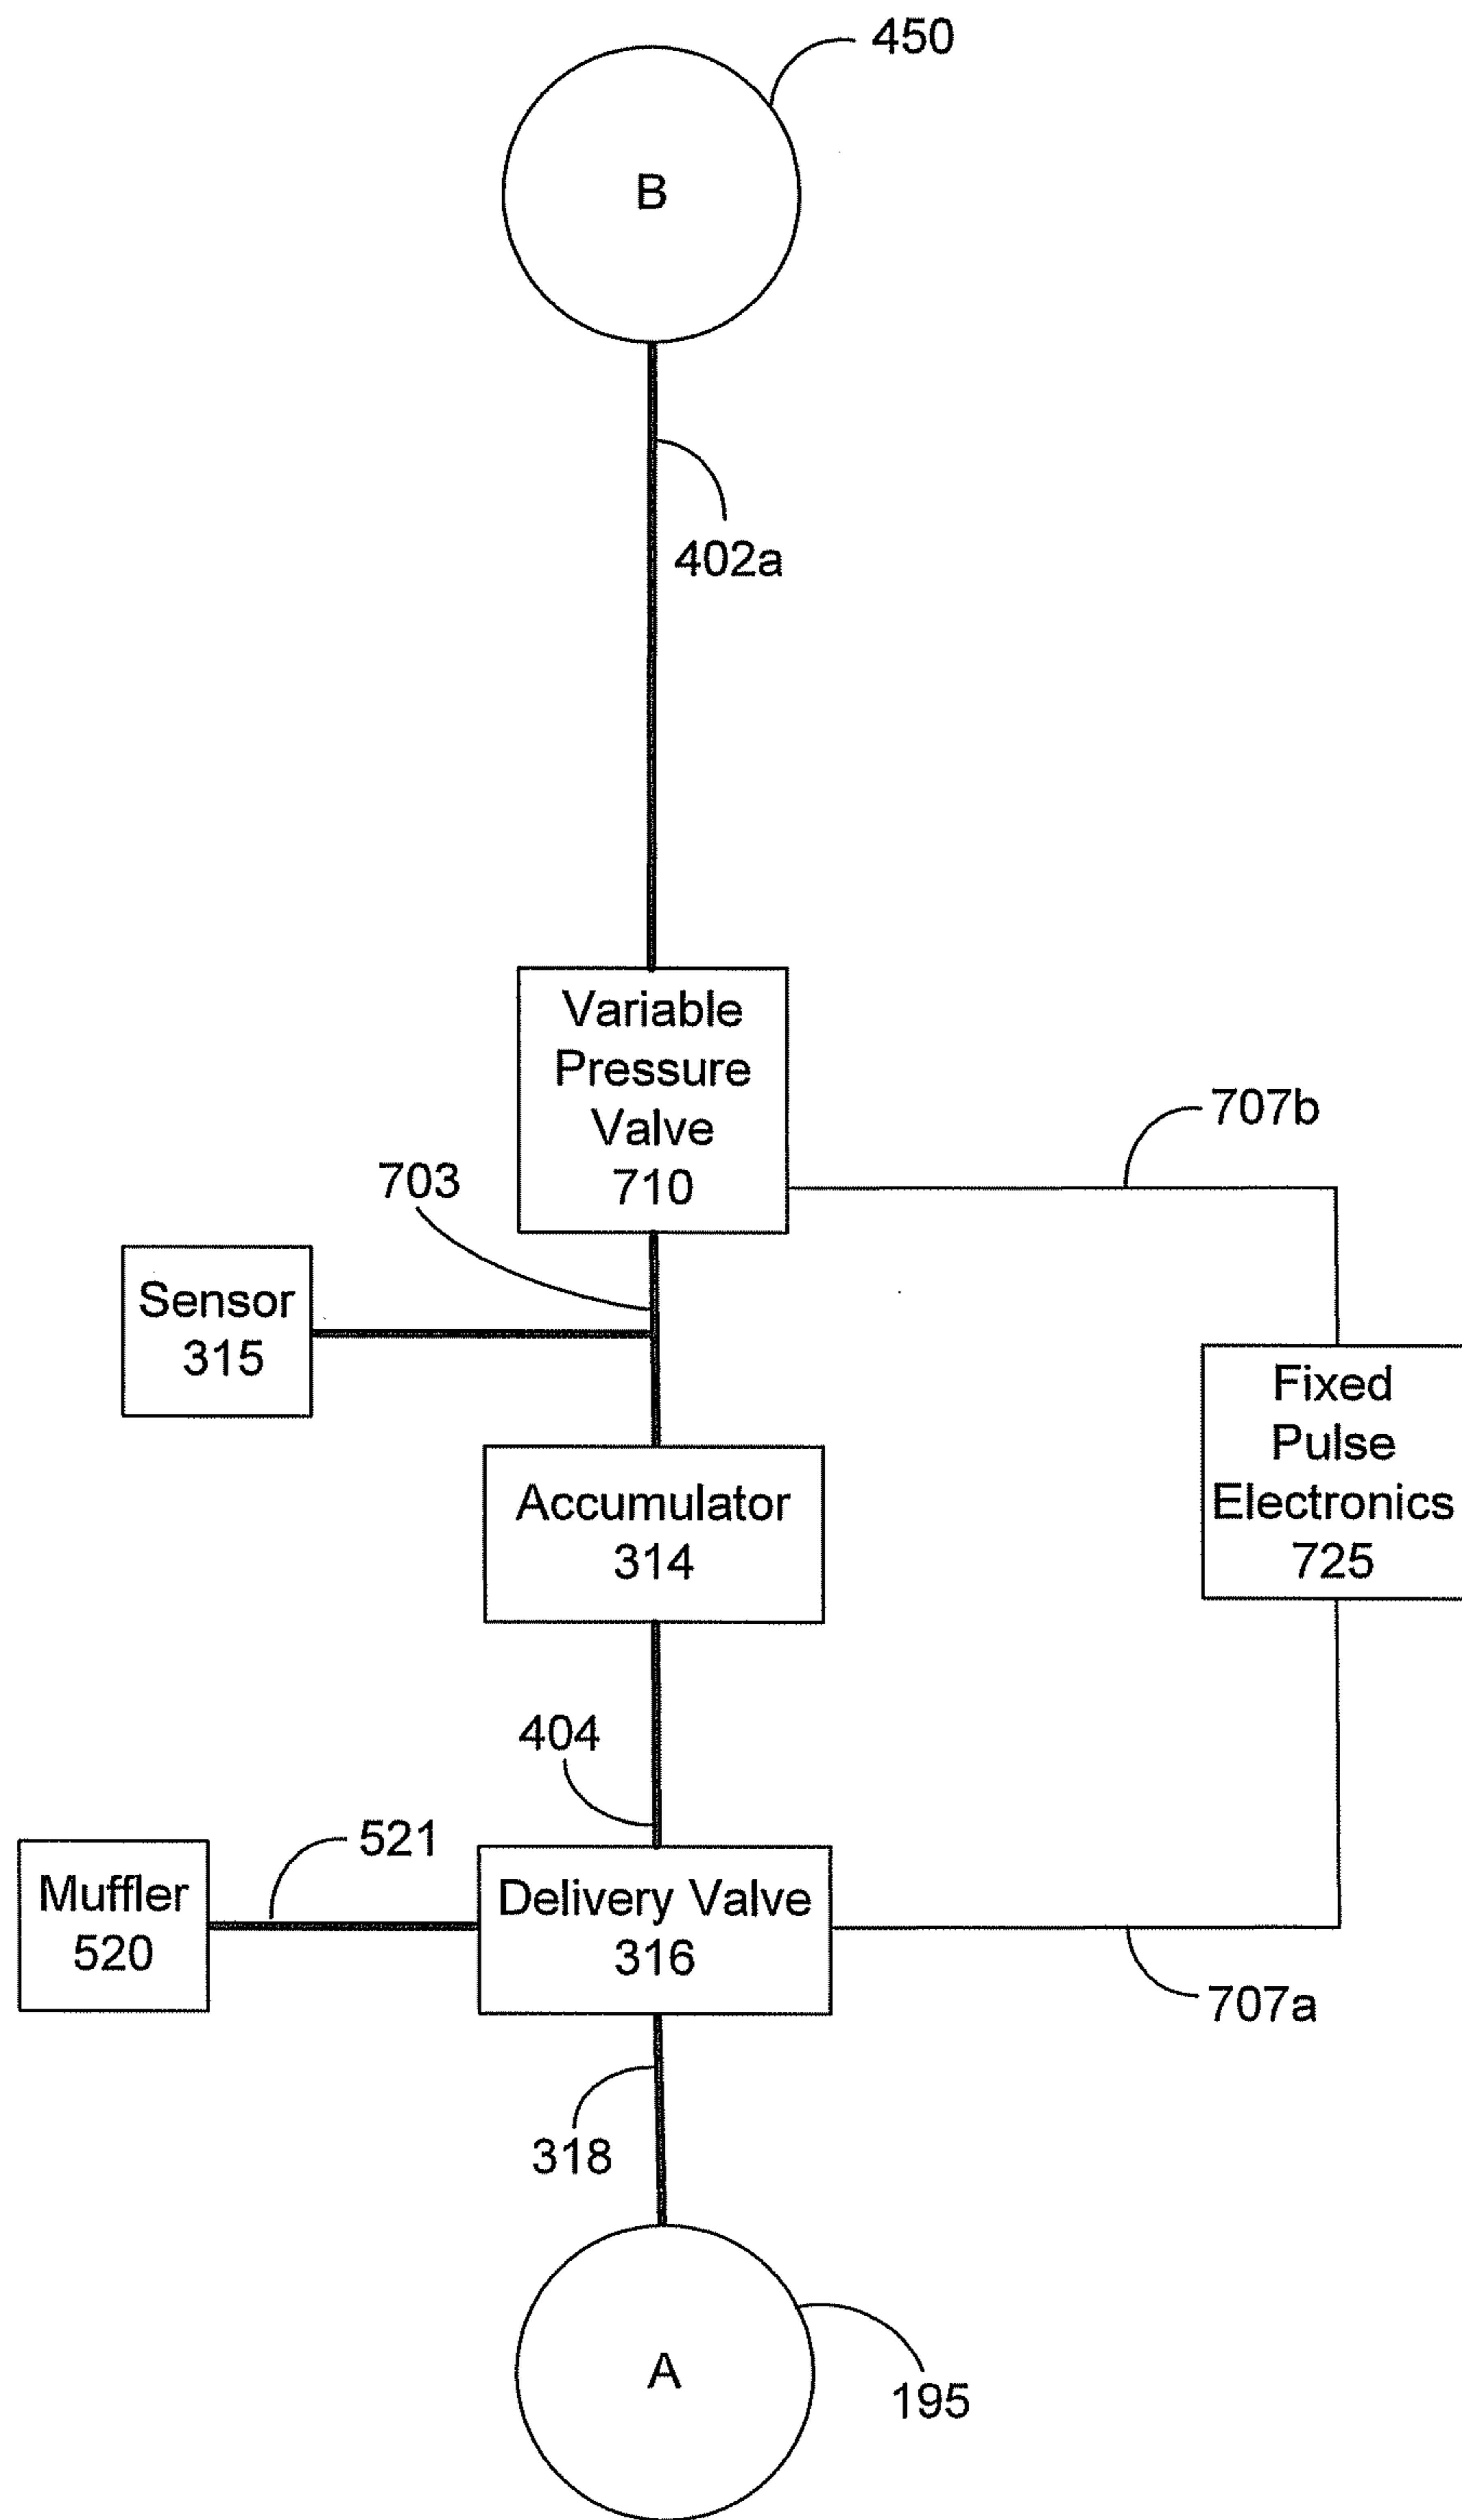 450
B
402a
Variable
Pressure
Valve
710
707b
703
Sensor
315
Fixed
Pulse
Electronics
725
Accumulator
314
404
521
Muffler
520
Delivery Valve
316
707a
318
A
195